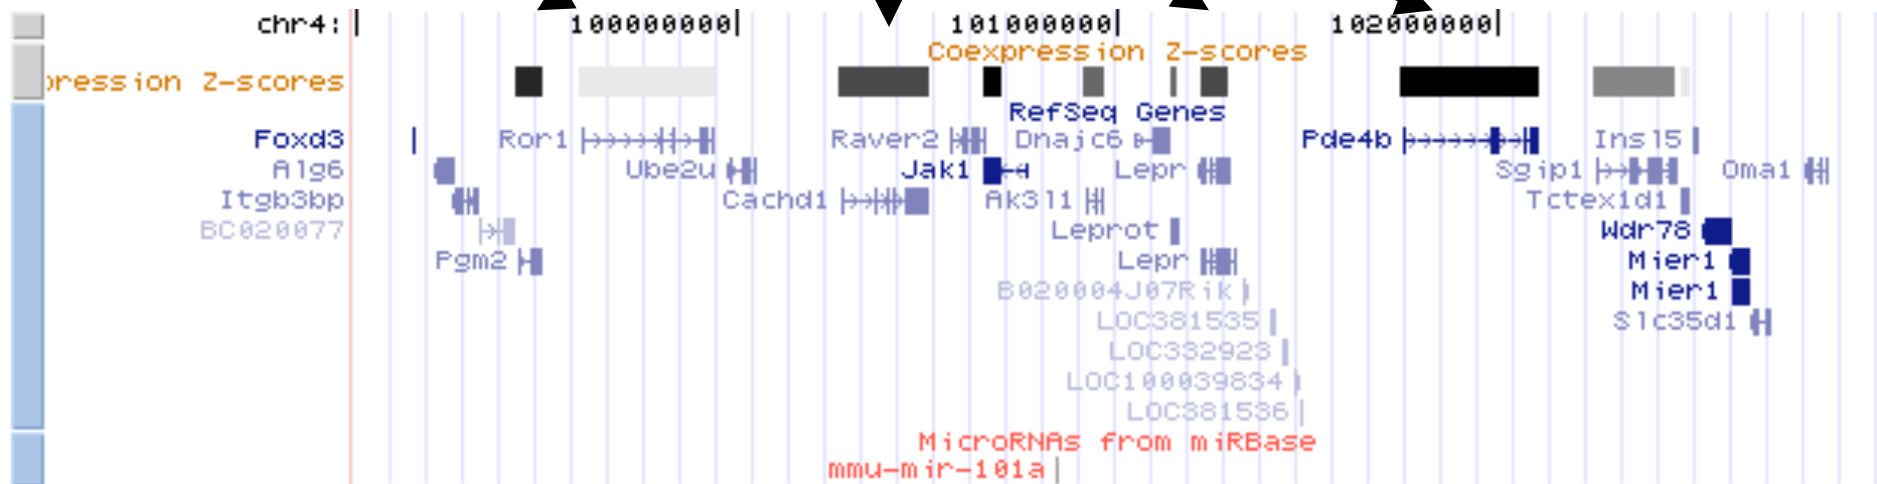 chr4: 100000000 101000000 102000000
Coexpression Z-scores
pression Z-scores
RefSeq Genes
Foxd3 Ror1 Raver2 Dnajc6 Pde4b Insl5
Alg6 Ube2u Jak1 Lepr Sgip1 Oma1
Itgb3bp Cachd1 Ak3l1 Tctex1d1
BC020077 Leprot Wdr78
Pgm2 Lepr Mier1
B020004J07Rik Mier1
LOC381535 Slc35d1
LOC332923
LOC100039834
LOC381536
MicroRNAs from miRBase
mmu-mir-101a